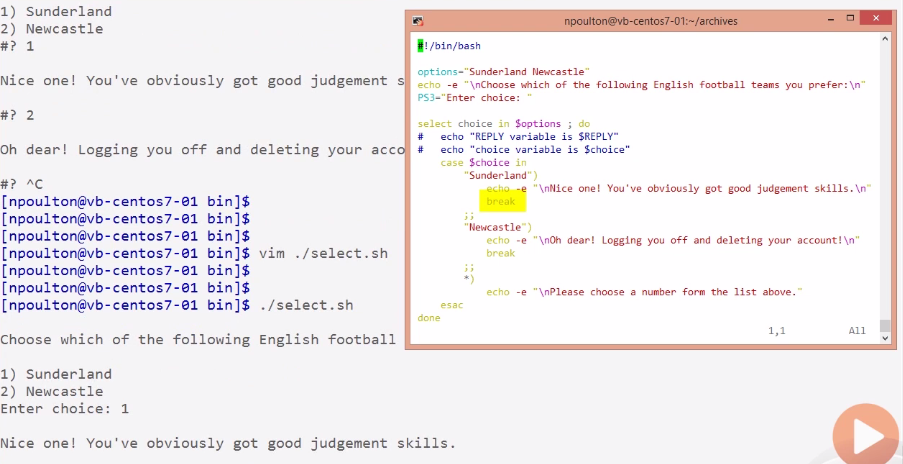 1) Sunderland
2) Newcastle
#? 1
Nice one! You've obviously got good judgement s
#? 2
Oh dear! Logging you off and deleting your acco
#? ^C
[npoulton@vb-centos7-01 bin]$
[npoulton@vb-centos7-01 bin]$
[npoulton@vb-centos7-01 bin]$
[npoulton@vb-centos7-01 bin]$ vim ./select.sh
[npoulton@vb-centos7-01 bin]$
[npoulton@vb-centos7-01 bin]$
[npoulton@vb-centos7-01 bin]$ ./select.sh
Choose which of the following English football
1) Sunderland
2) Newcastle
Enter choice: 1
Nice one! You've obviously got good judgement skills.
npoulton@vb-centos7-01:~/archives
#!/bin/bash
options="Sunderland Newcastle"
echo -e "\nChoose which of the following English football teams you prefer:\n"
PS3="Enter choice: "
select choice in $options ; do
#   echo "REPLY variable is $REPLY"
#   echo "choice variable is $choice"
    case $choice in
        "Sunderland")
            echo -e "\nNice one! You've obviously got good judgement skills.\n"
            break
        ;;
        "Newcastle")
            echo -e "\nOh dear! Logging you off and deleting your account!\n"
            break
        ;;
        *)
            echo -e "\nPlease choose a number form the list above."
    esac
done
1,1 All